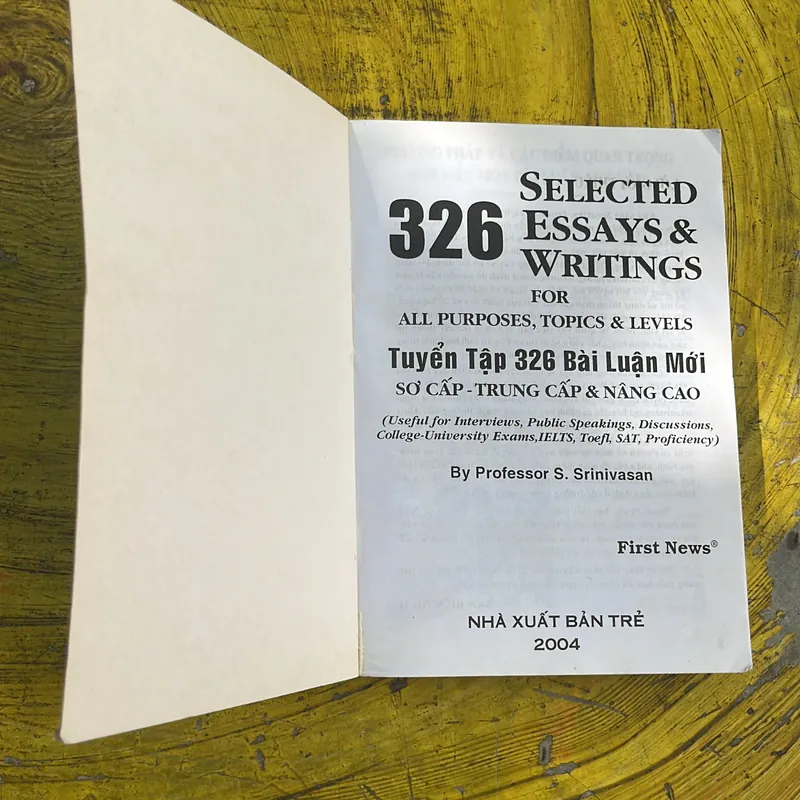 326
SELECTED
ESSAYS &
WRITINGS
FOR
ALL PURPOSES, TOPICS & LEVELS
Tuyển Tập 326 Bài Luận Mới
SƠ CẤP - TRUNG CẤP & NÂNG CAO
(Useful for Interviews, Public Speakings, Discussions,
College-University Exams,IELTS, Toefl, SAT, Proficiency)
By Professor S. Srinivasan
First News®
NHÀ XUẤT BẢN TRẺ
2004